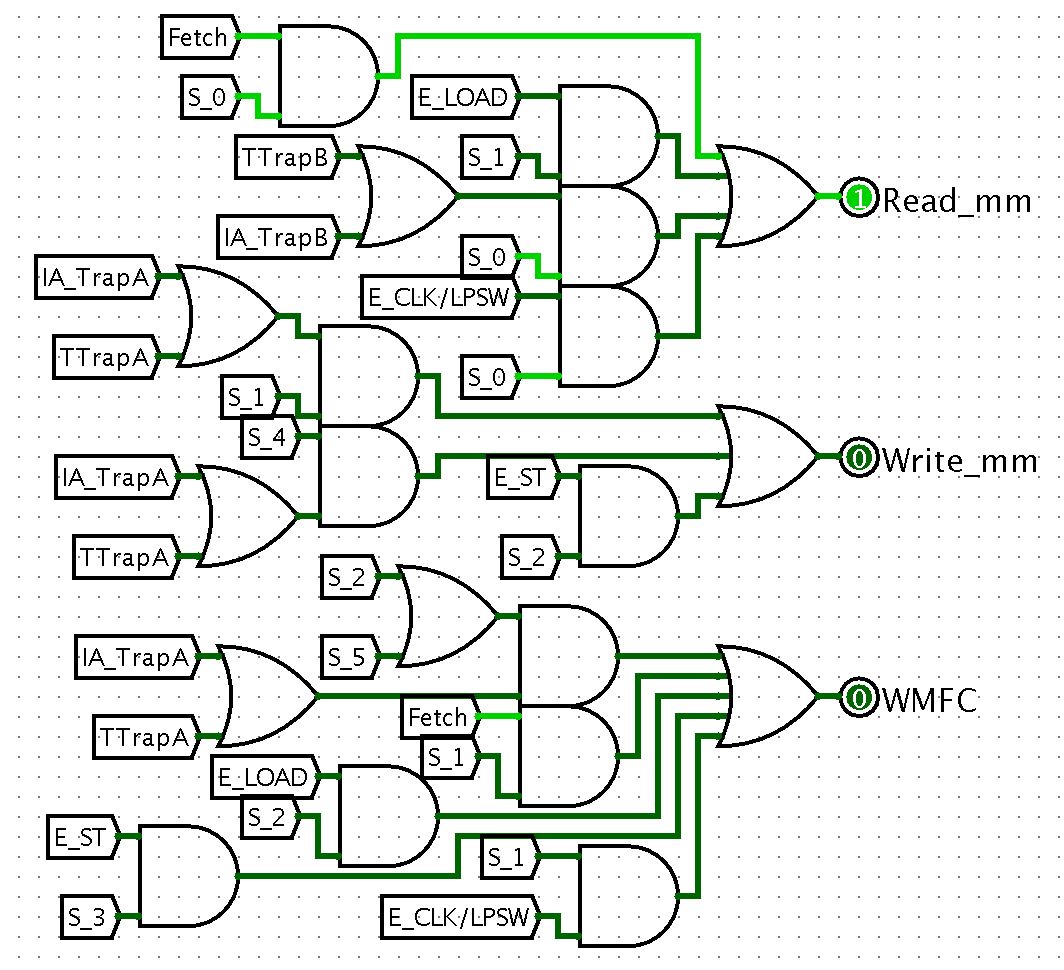 Fetch
S_0
E_LOAD
TTrapB
S_1
1
Read_mm
IA_TrapB
S_0
IA_TrapA
E_CLK/LPSW
TTrapA
S_0
S_1
S_4
0
Write_mm
IA_TrapA
E_ST
TTrapA
S_2
S_2
IA_TrapA
S_5
0
WMFC
Fetch
TTrapA
S_1
E_LOAD
S_2
E_ST
S_1
S_3
E_CLK/LPSW